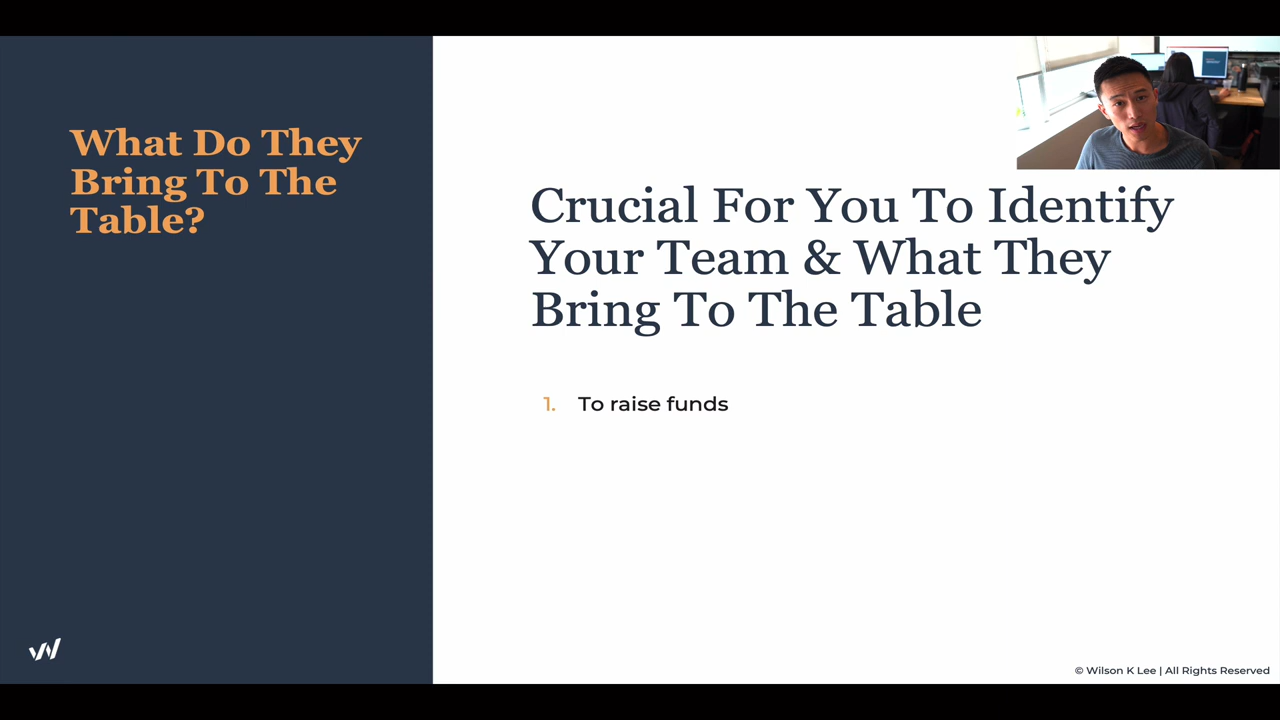 What Do They
Bring To The
Table?
Crucial For You To Identify
Your Team & What They
Bring To The Table
1. To raise funds
© Wilson K Lee | All Rights Reserved